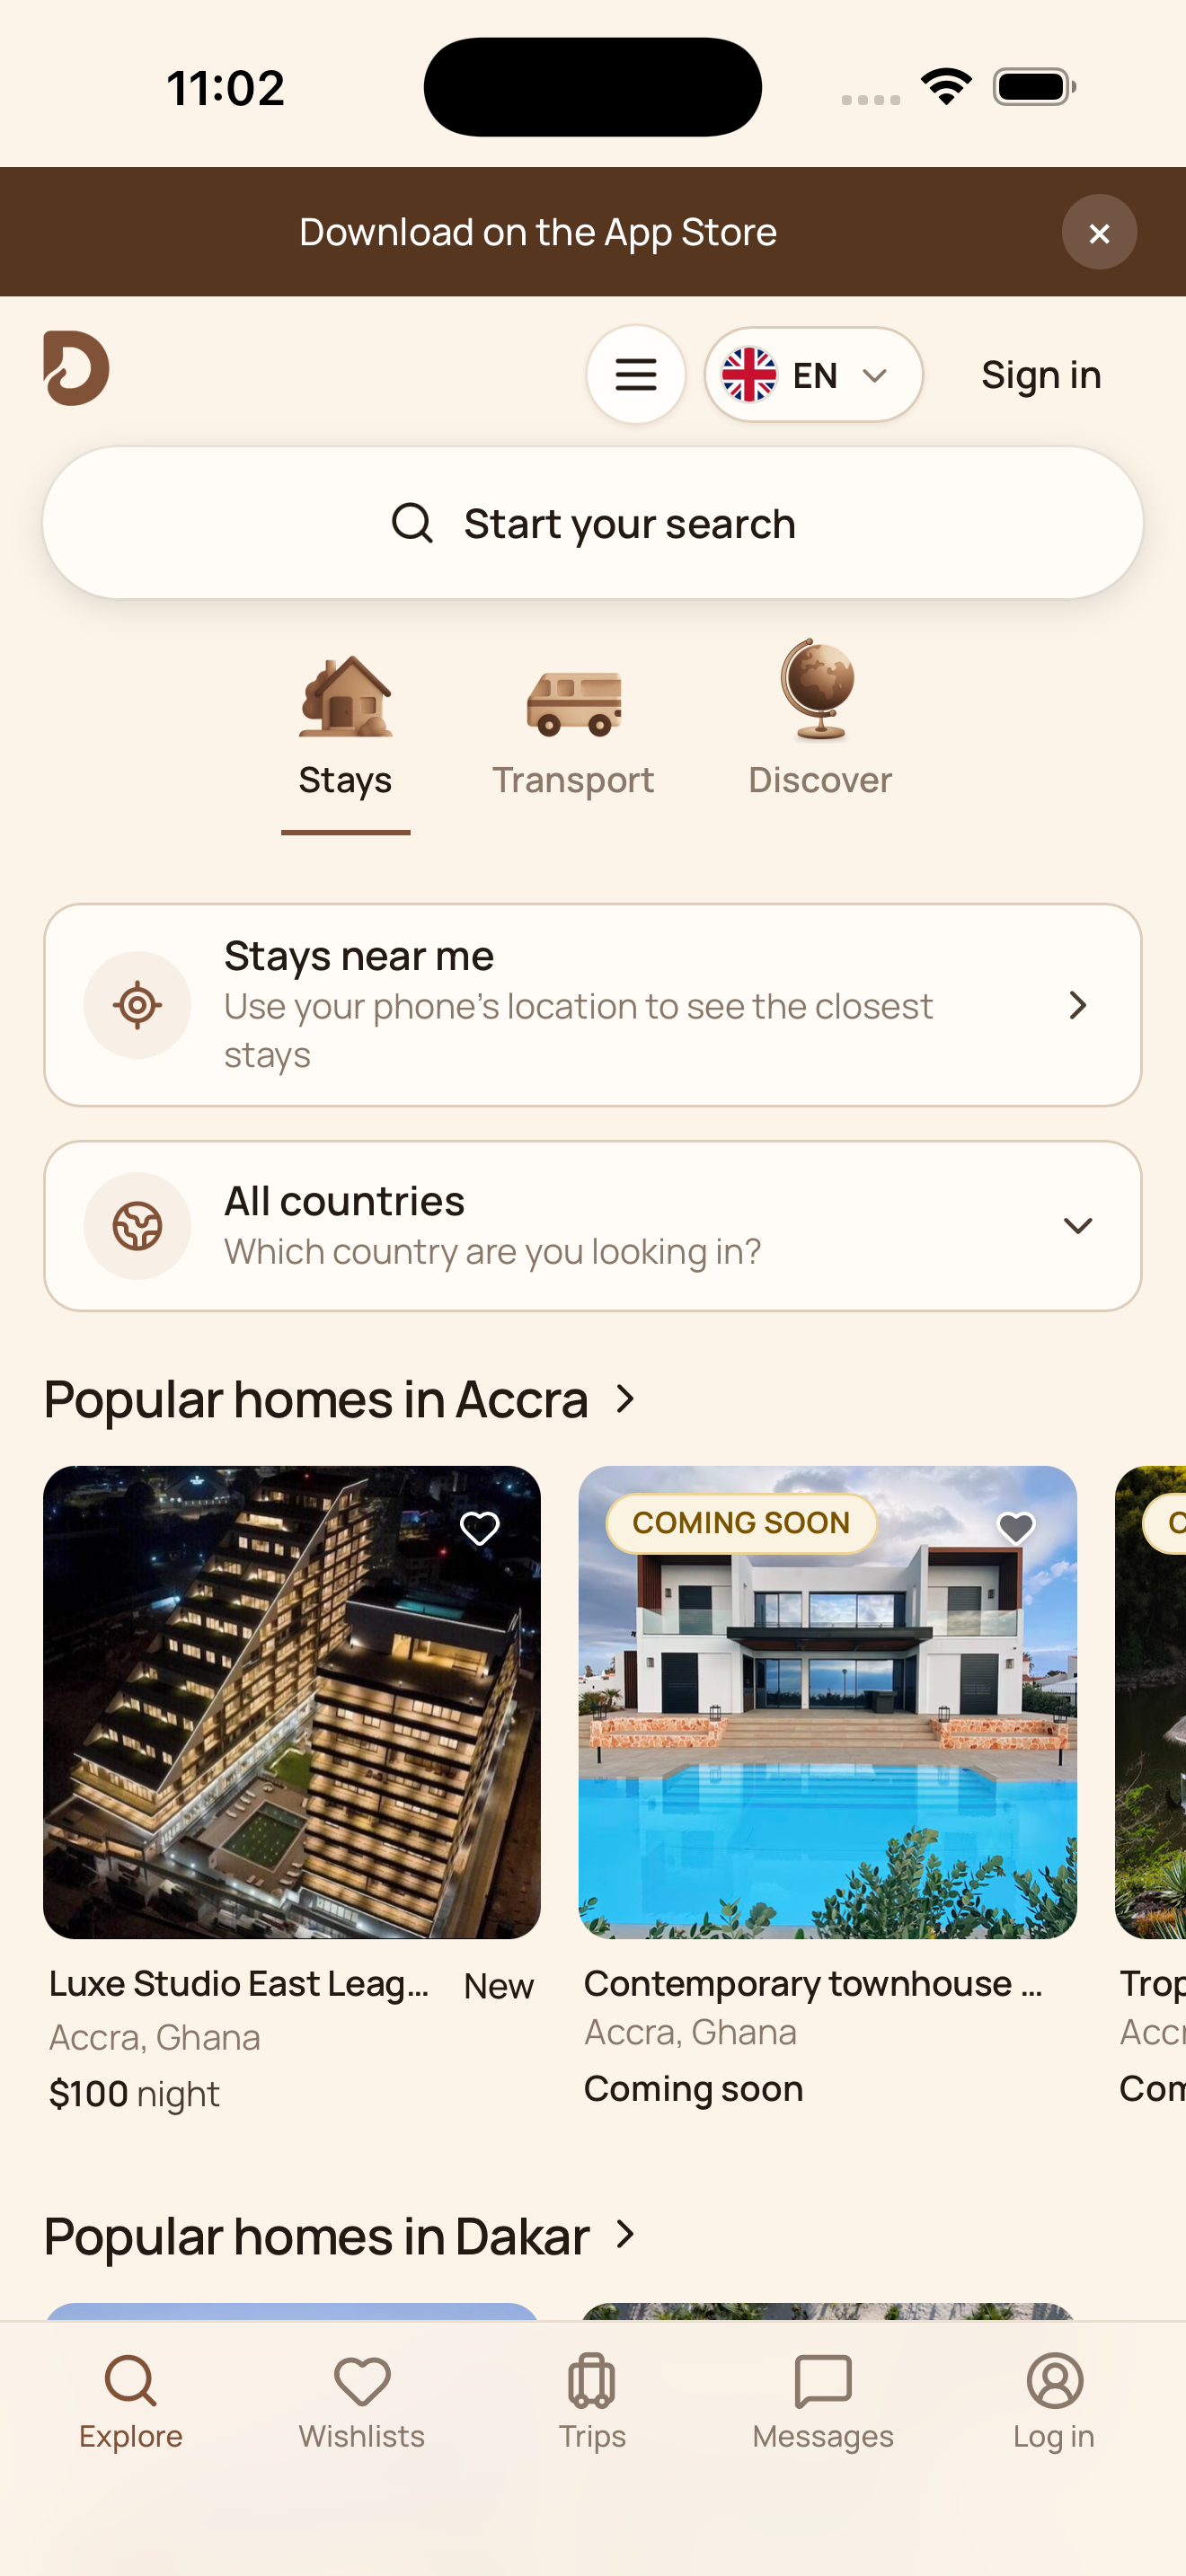 11:02
Download on the App Store
EN
Sign in
Start your search
Stays
Transport
Discover
Stays near me
Use your phone's location to see the closest
stays
All countries
Which country are you looking in?
Popular homes in Accra
COMING SOON
Luxe Studio East Leag...
New
Accra, Ghana
$100 night
Contemporary townhouse ...
Accra, Ghana
Coming soon
Popular homes in Dakar
Explore
Wishlists
Trips
Messages
Log in